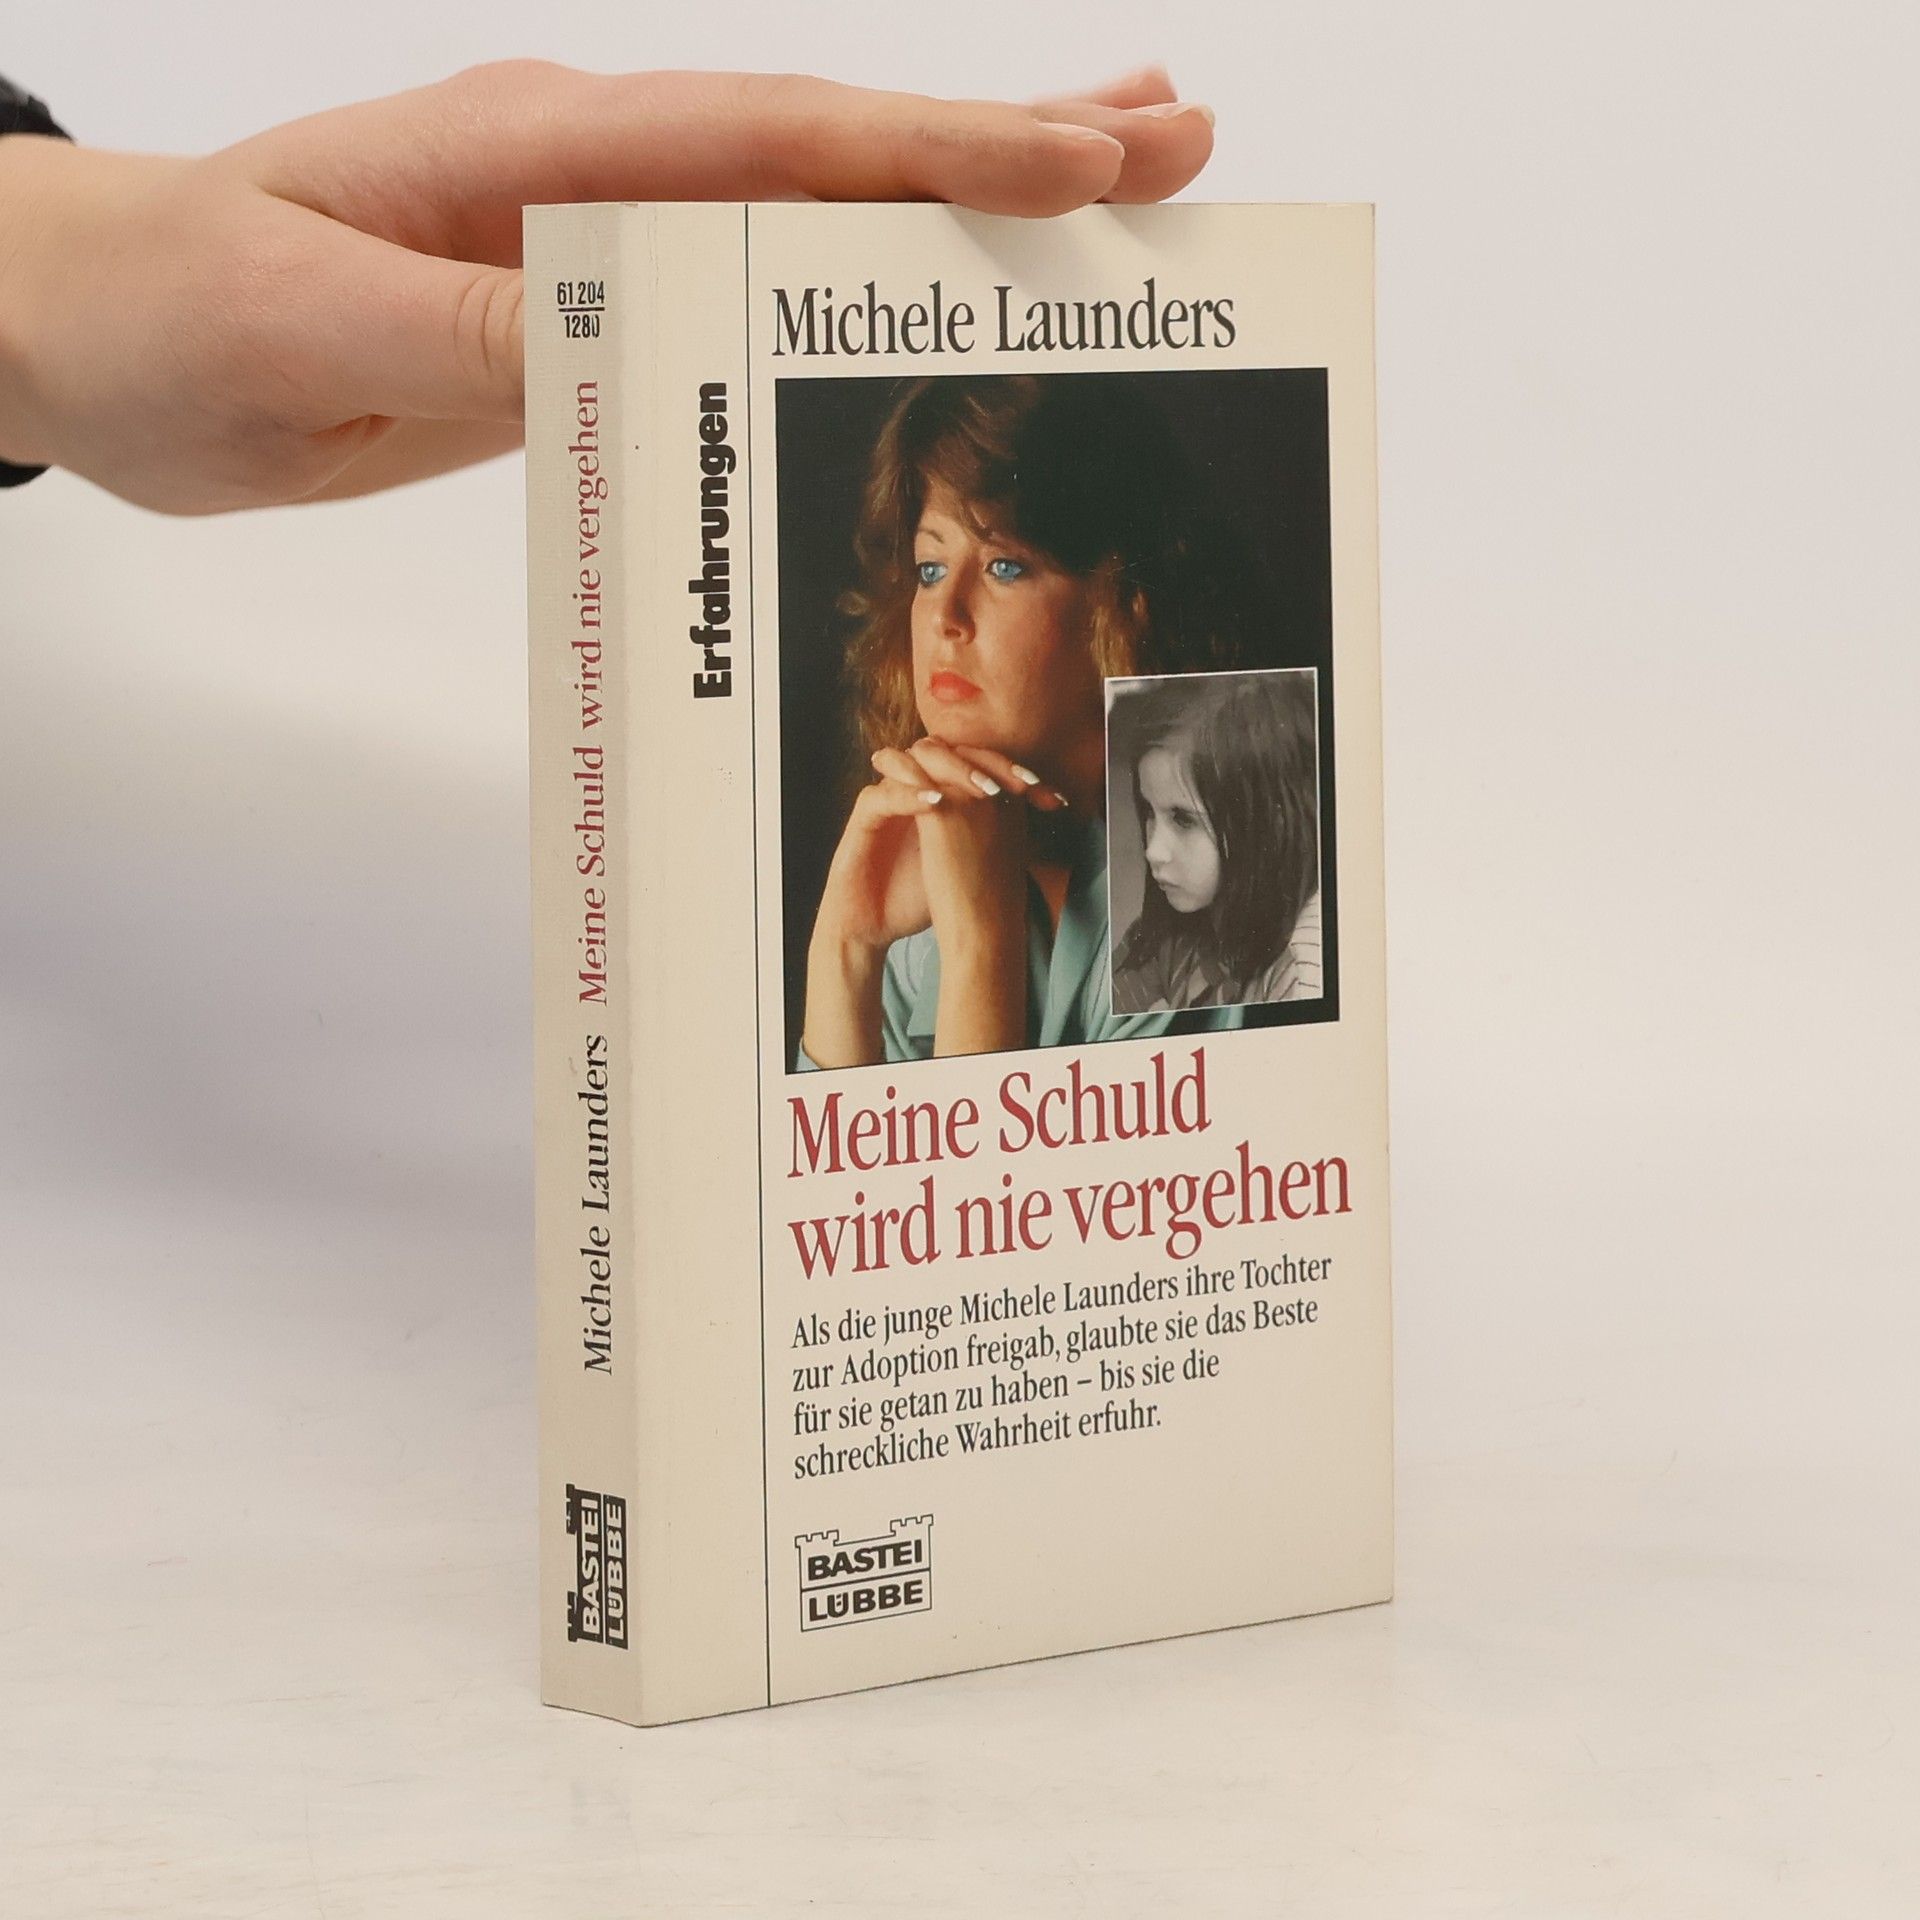 61 204
1280
Michele Launders Meine Schuld wird nie vergehen
BASTEI
LÜBBE
Erfahrungen
Michele Launders
Meine Schuld
wird nie vergehen
Als die junge Michele Launders ihre Tochter
zur Adoption freigab, glaubte sie das Beste
für sie getan zu haben – bis sie die
schreckliche Wahrheit erfuhr.
BASTEI
LÜBBE